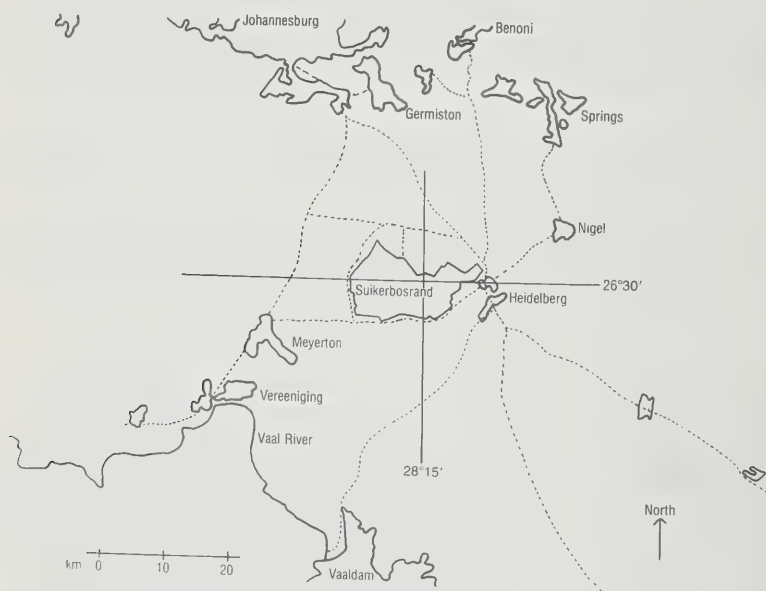 Johannesburg
Benoni
Germiston
Springs
Nigel
26°30′
Suikerbosrand
Heidelberg
Meyerton
Vereeniging
Vaal River
28°15′
North
km 0 10 20
Vaaldam